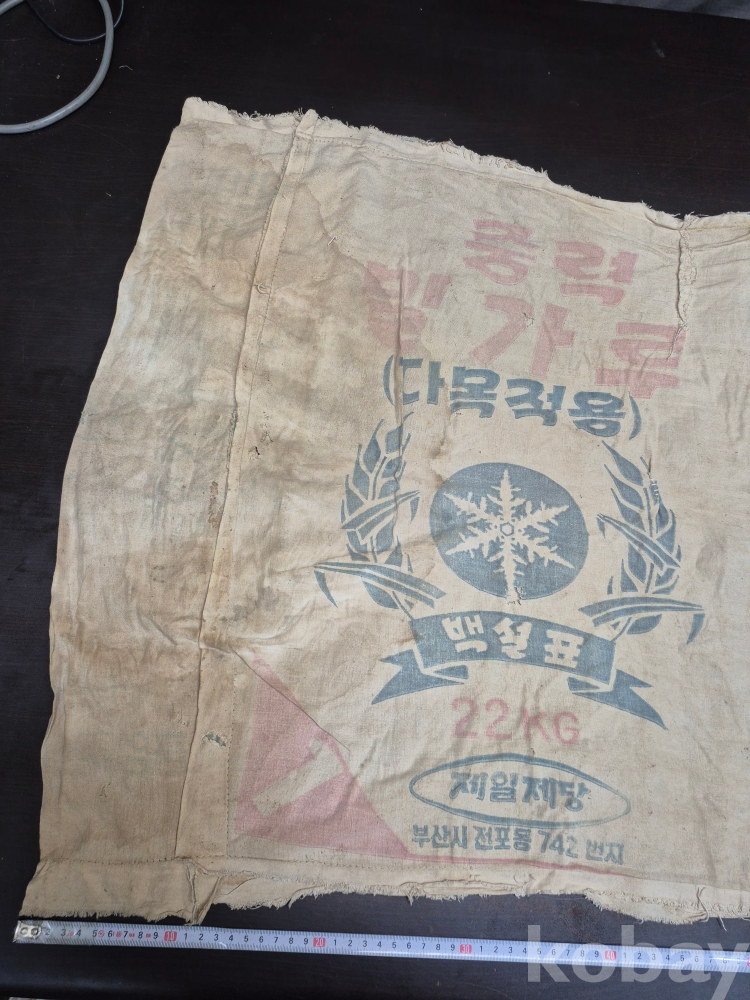 중력
밀가루
(다목적용)
백설표
22KG
제일제당
부산시 전포동 742 번지
kobay